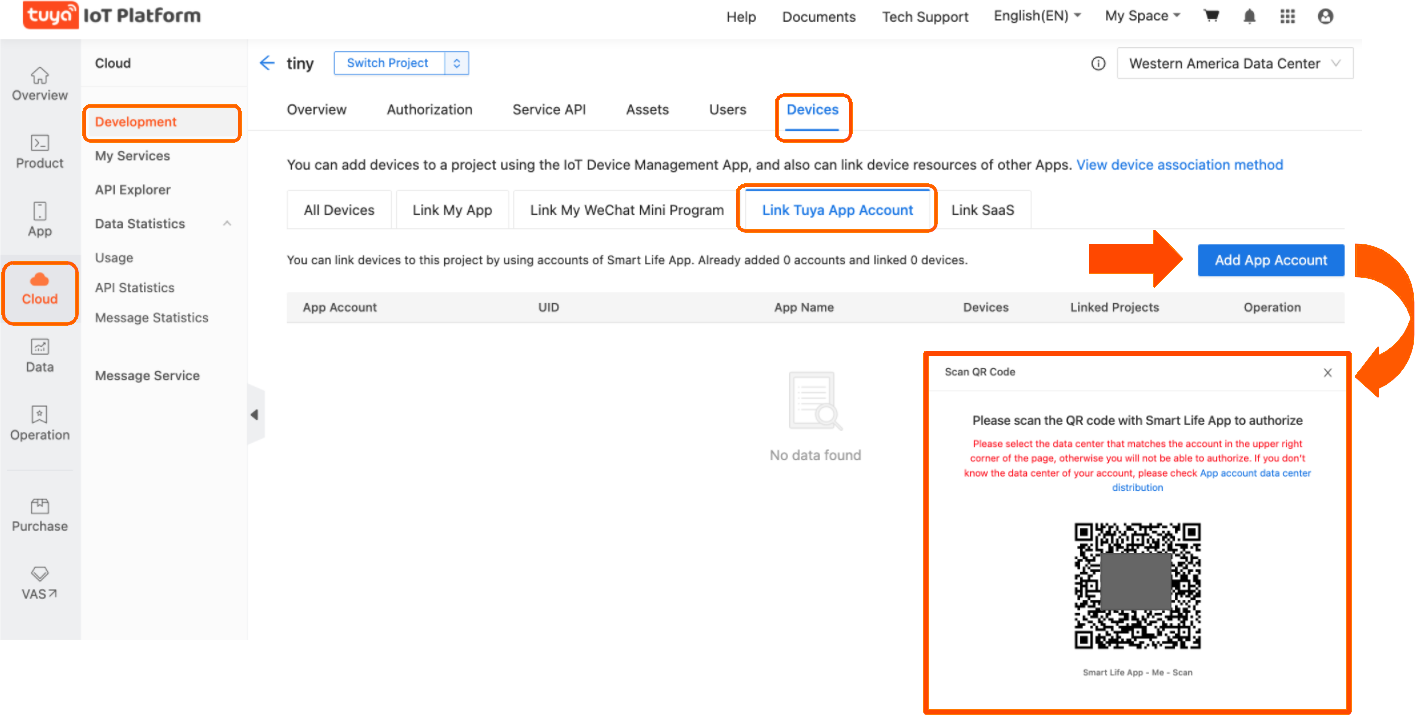 tuya IoT Platform
Help Documents Tech Support English(EN) My Space
Overview
Product
App
Cloud
Data
Operation
Purchase
VAS
Cloud
Development
My Services
API Explorer
Data Statistics
Usage
API Statistics
Message Statistics
Message Service
tiny Switch Project
Western America Data Center
Overview Authorization Service API Assets Users Devices
You can add devices to a project using the IoT Device Management App, and also can link device resources of other Apps. View device association method
All Devices Link My App Link My WeChat Mini Program Link Tuya App Account Link SaaS
You can link devices to this project by using accounts of Smart Life App. Already added 0 accounts and linked 0 devices.
Add App Account
App Account UID App Name Devices Linked Projects Operation
No data found
Scan QR Code
Please scan the QR code with Smart Life App to authorize
Please select the data center that matches the account in the upper right
corner of the page, otherwise you will not be able to authorize. If you don't
know the data center of your account, please check App account data center
distribution
Smart Life App - Me - Scan